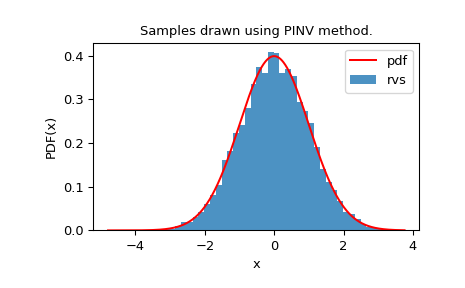 Samples drawn using PINV method.
0.4
0.3
0.2
0.1
0.0
PDF(x)
pdf
rvs
−4 −2 0 2 4
x